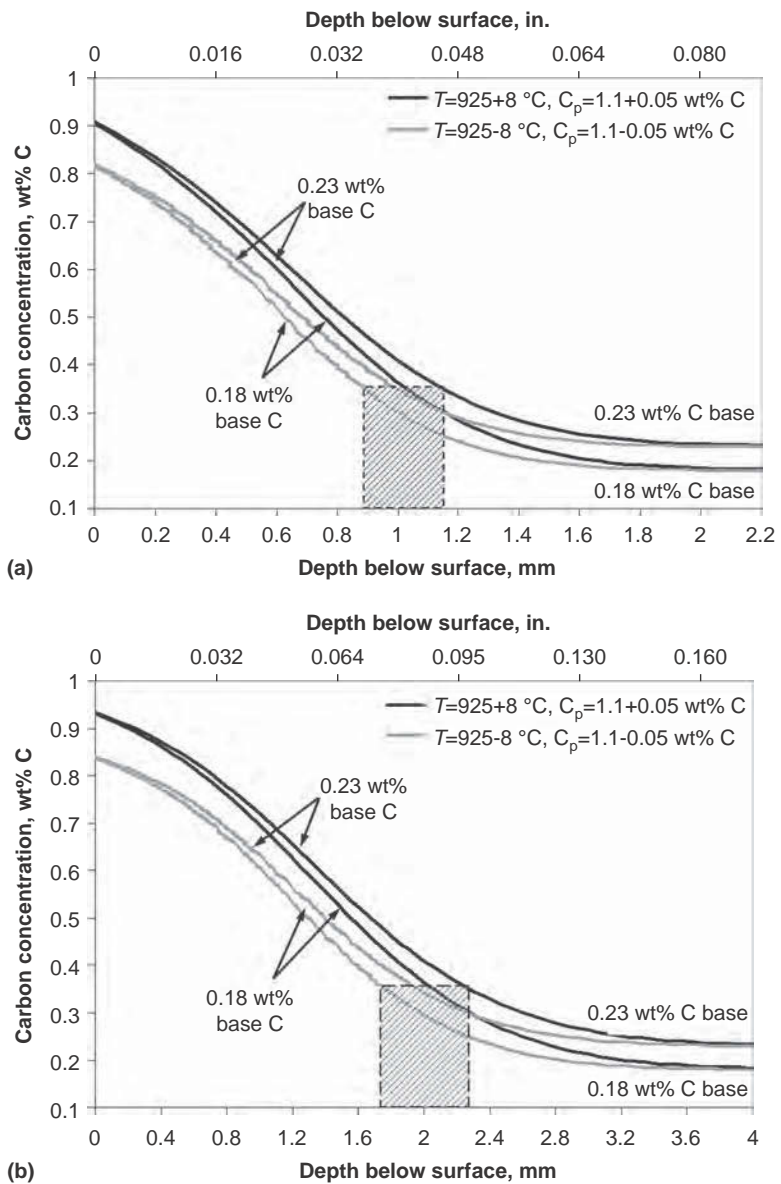 Depth below surface, in.
0 0.016 0.032 0.048 0.064 0.080
1
T=925+8 °C, Cp=1.1+0.05 wt% C
T=925-8 °C, Cp=1.1-0.05 wt% C
0.9
0.8
0.23 wt%
base C
0.7
0.6
0.5
Carbon concentration, wt% C
0.4
0.18 wt%
base C
0.3
0.23 wt% C base
0.2
0.18 wt% C base
0.1
0 0.2 0.4 0.6 0.8 1 1.2 1.4 1.6 1.8 2 2.2
(a) Depth below surface, mm
Depth below surface, in.
0 0.032 0.064 0.095 0.130 0.160
1
T=925+8 °C, Cp=1.1+0.05 wt% C
T=925-8 °C, Cp=1.1-0.05 wt% C
0.9
0.8
0.23 wt%
base C
0.7
0.6
0.5
Carbon concentration, wt% C
0.4
0.18 wt%
base C
0.3
0.23 wt% C base
0.2
0.18 wt% C base
0.1
0 0.4 0.8 1.2 1.6 2 2.4 2.8 3.2 3.6 4
(b) Depth below surface, mm